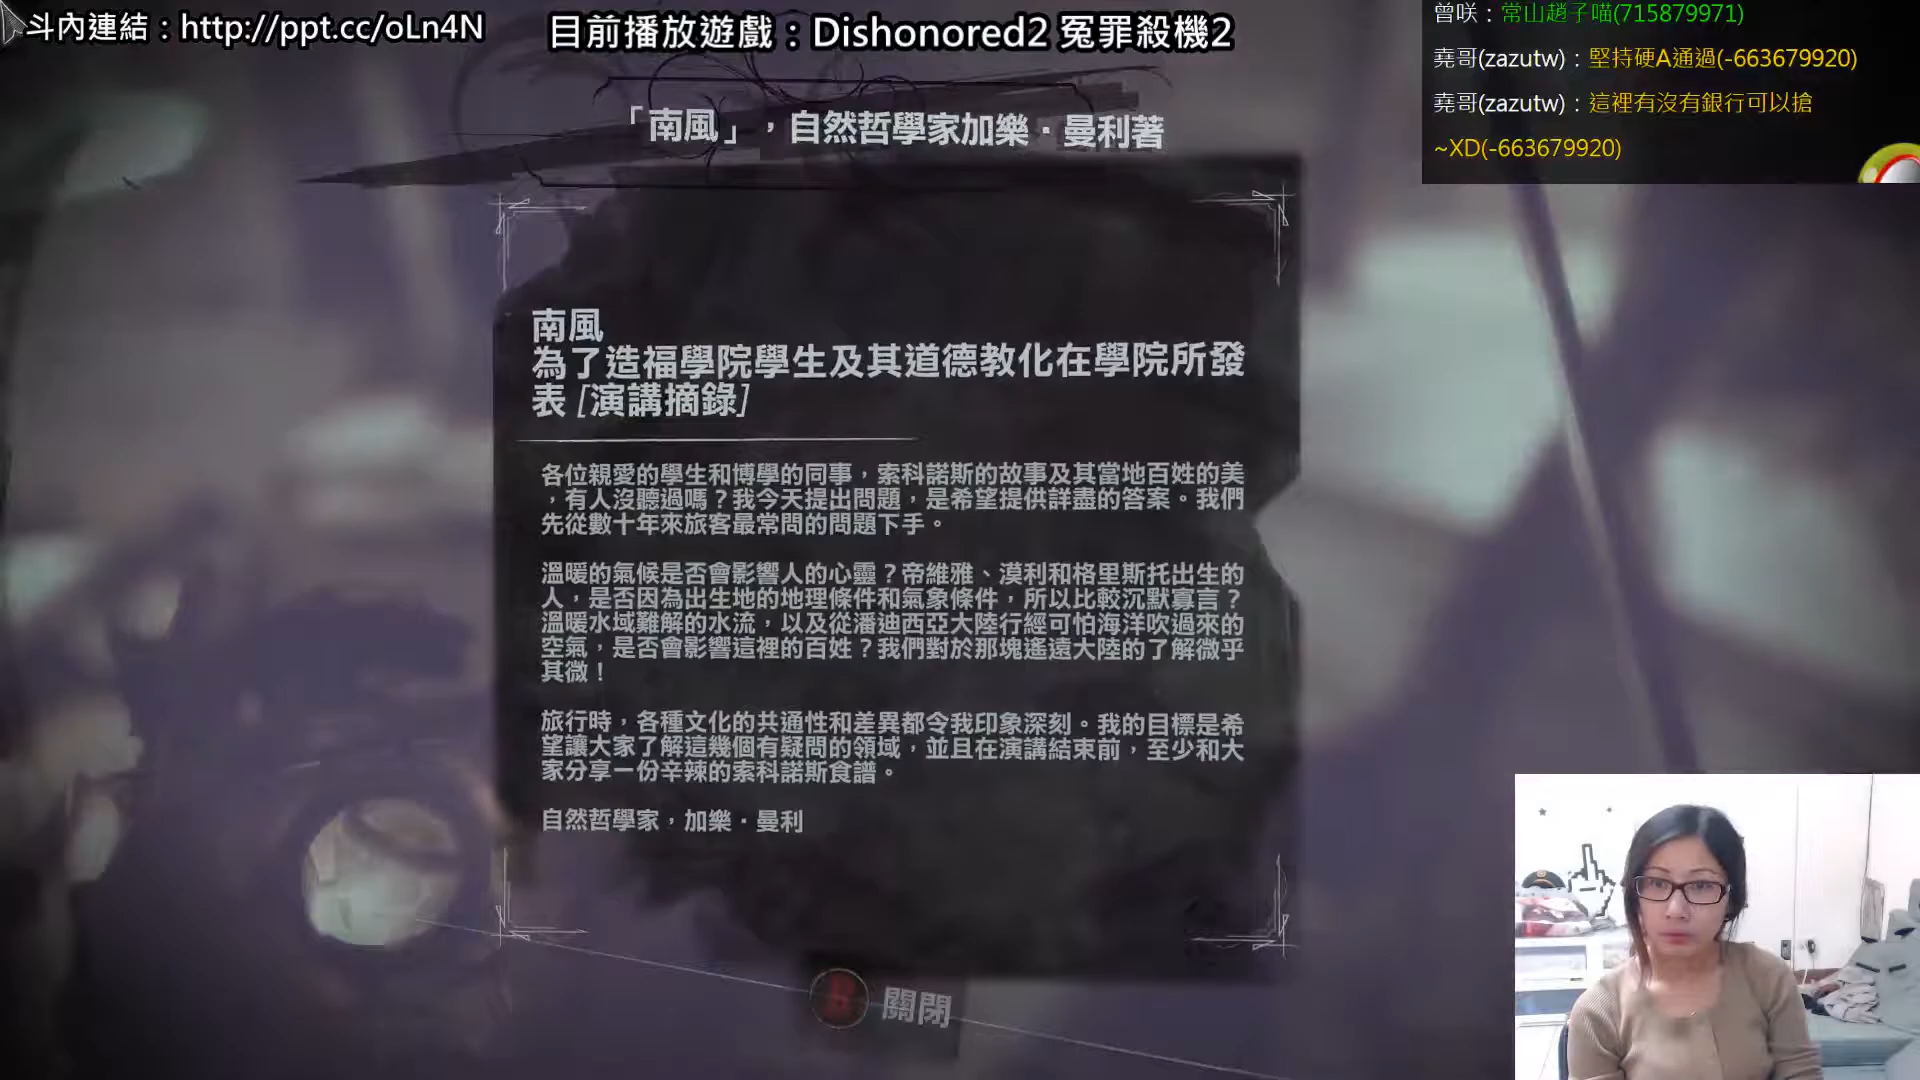 斗內連結：http://ppt.cc/oLn4N
目前播放遊戲：Dishonored2 冤罪殺機2
曾咲：常山趙子喵(715879971)
堯哥(zazutw)：堅持硬A通過(-663679920)
堯哥(zazutw)：這裡有沒有銀行可以搶
~XD(-663679920)
「南風」，自然哲學家加樂・曼利著
南風
為了造福學院學生及其道德教化在學院所發
表 [演講摘錄]
各位親愛的學生和博學的同事，索科諾斯的故事及其當地百姓的美
，有人沒聽過嗎？我今天提出問題，是希望提供詳盡的答案。我們
先從數十年來旅客最常問的問題下手。
溫暖的氣候是否會影響人的心靈？帝維雅、漠利和格里斯托出生的
人，是否因為出生地的地理條件和氣象條件，所以比較沉默寡言？
溫暖水域難解的水流，以及從潘迪西亞大陸行經可怕海洋吹過來的
空氣，是否會影響這裡的百姓？我們對於那塊遙遠大陸的了解微乎
其微！
旅行時，各種文化的共通性和差異都令我印象深刻。我的目標是希
望讓大家了解這幾個有疑問的領域，並且在演講結束前，至少和大
家分享一份辛辣的索科諾斯食譜。
自然哲學家，加樂・曼利
B 關閉